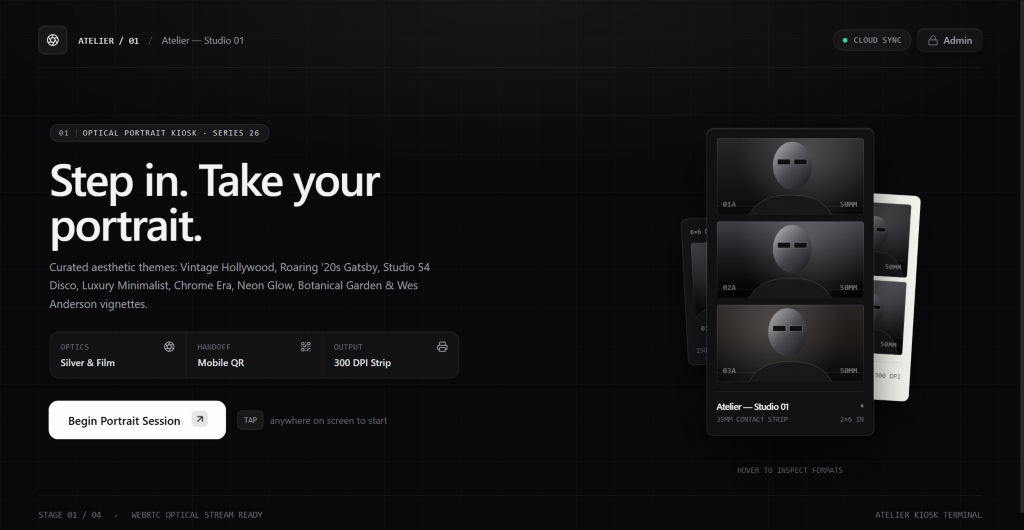 ATELIER / 01 / Atelier — Studio 01
CLOUD SYNC
Admin
01 | OPTICAL PORTRAIT KIOSK · SERIES 26
Step in. Take your
portrait.
Curated aesthetic themes: Vintage Hollywood, Roaring '20s Gatsby, Studio 54
Disco, Luxury Minimalist, Chrome Era, Neon Glow, Botanical Garden & Wes
Anderson vignettes.
OPTICS
Silver & Film
HANDOFF
Mobile QR
OUTPUT
300 DPI Strip
Begin Portrait Session
TAP anywhere on screen to start
01A 50MM
02A 50MM
03A 50MM
Atelier — Studio 01
35MM CONTACT STRIP 2×6 IN
6×6
50MM
50MM
300 DPI
HOVER TO INSPECT FORMATS
STAGE 01 / 04 · WEBRTC OPTICAL STREAM READY
ATELIER KIOSK TERMINAL